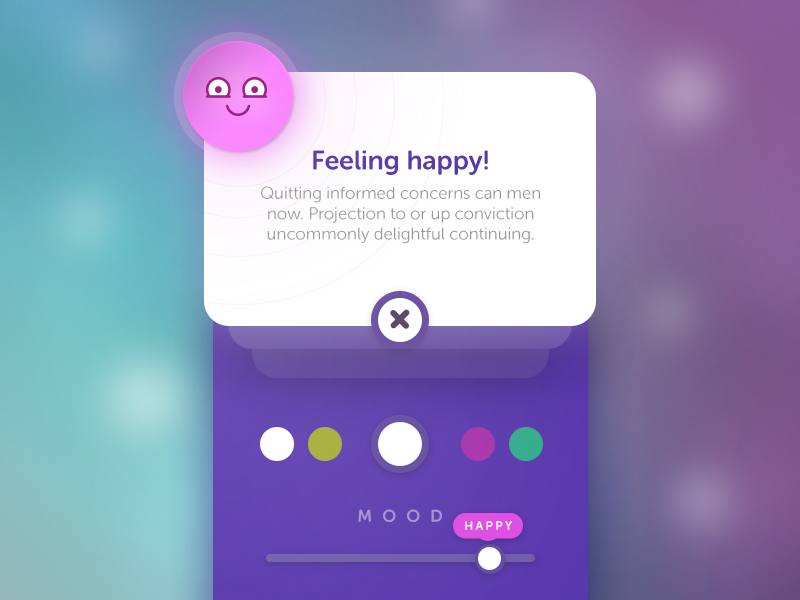 Feeling happy!
Quitting informed concerns can men
now. Projection to or up conviction
uncommonly delightful continuing.
MOOD
HAPPY